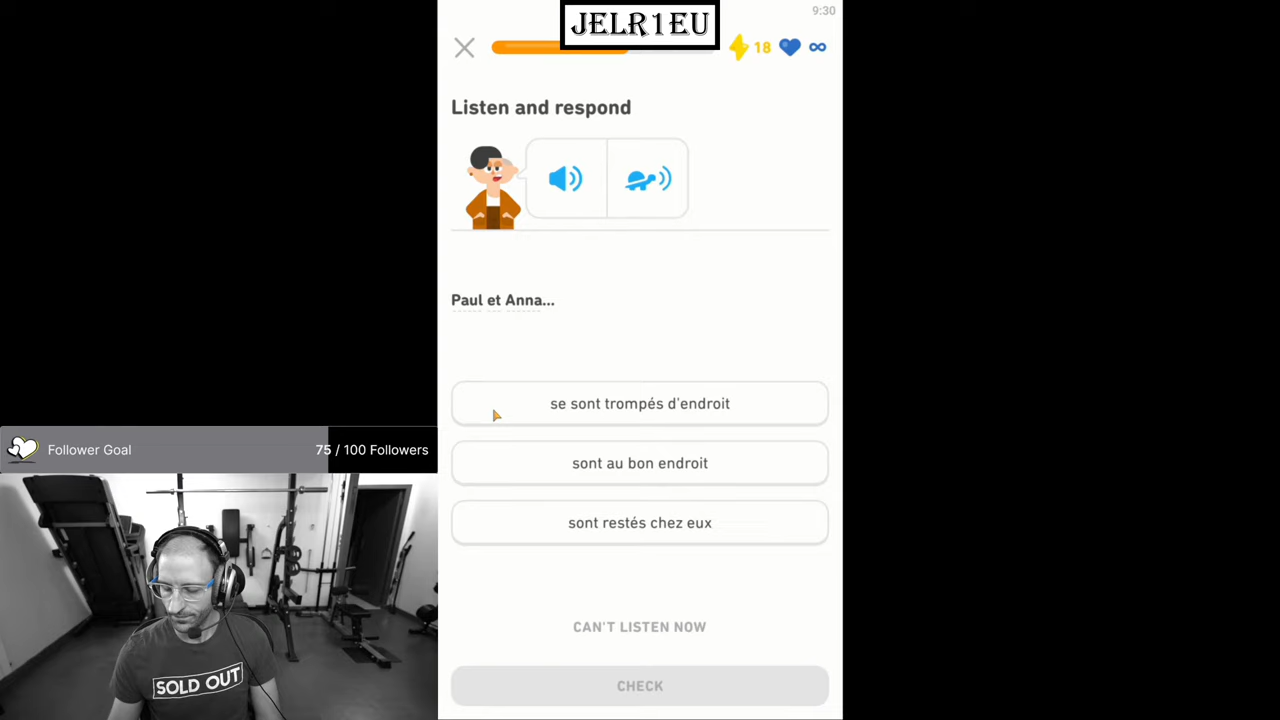 JELR1EU
9:30
18
Listen and respond
Paul et Anna...
se sont trompés d'endroit
sont au bon endroit
sont restés chez eux
CAN'T LISTEN NOW
CHECK
Follower Goal
75 / 100 Followers
SOLD OUT